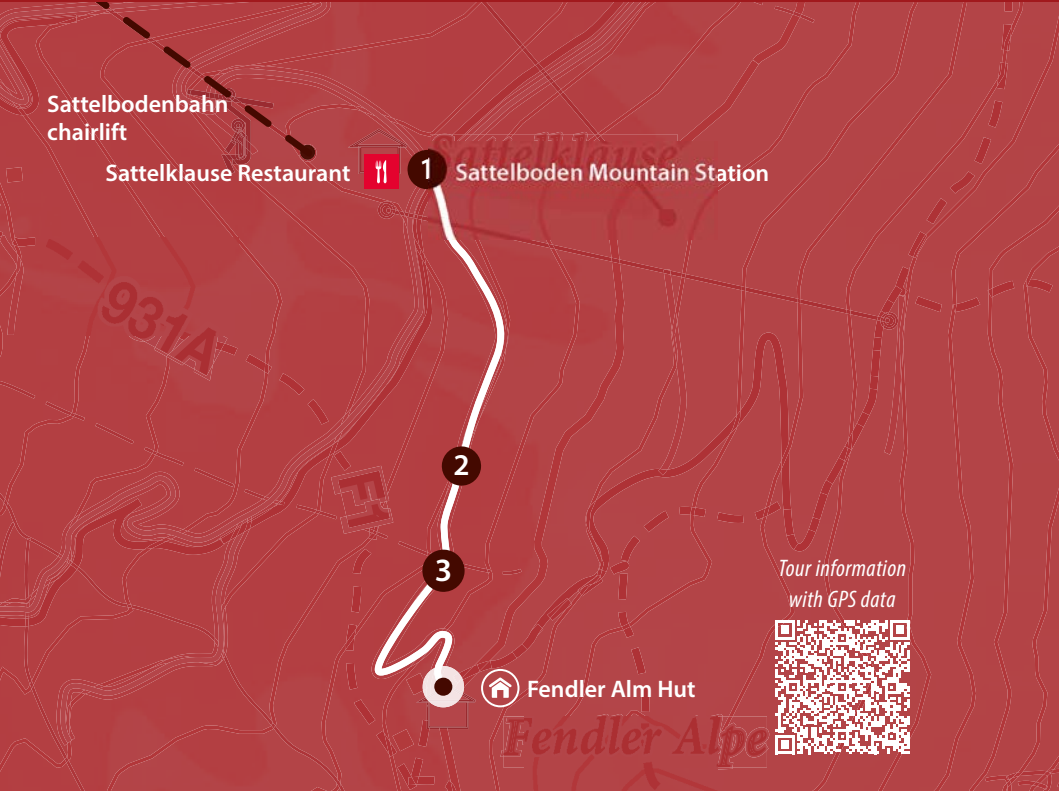 Sattelbodenbahn
chairlift
Sattelklause
Sattelklause Restaurant
1
Sattelboden Mountain Station
931A
2
F1
3
Tour information
with GPS data
Fendler Alm Hut
Fendler Alpe